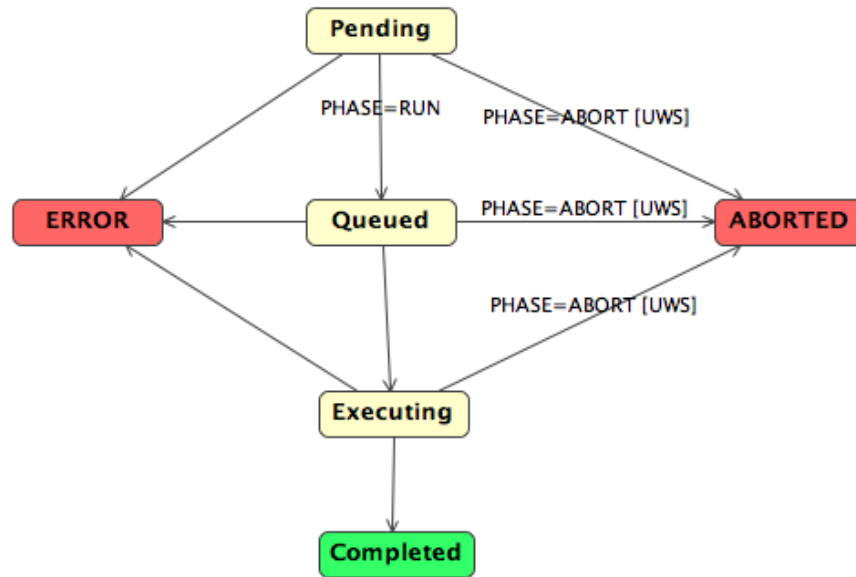 Pending
PHASE=RUN
PHASE=ABORT [UWS]
ERROR
Queued
PHASE=ABORT [UWS]
ABORTED
PHASE=ABORT [UWS]
Executing
Completed